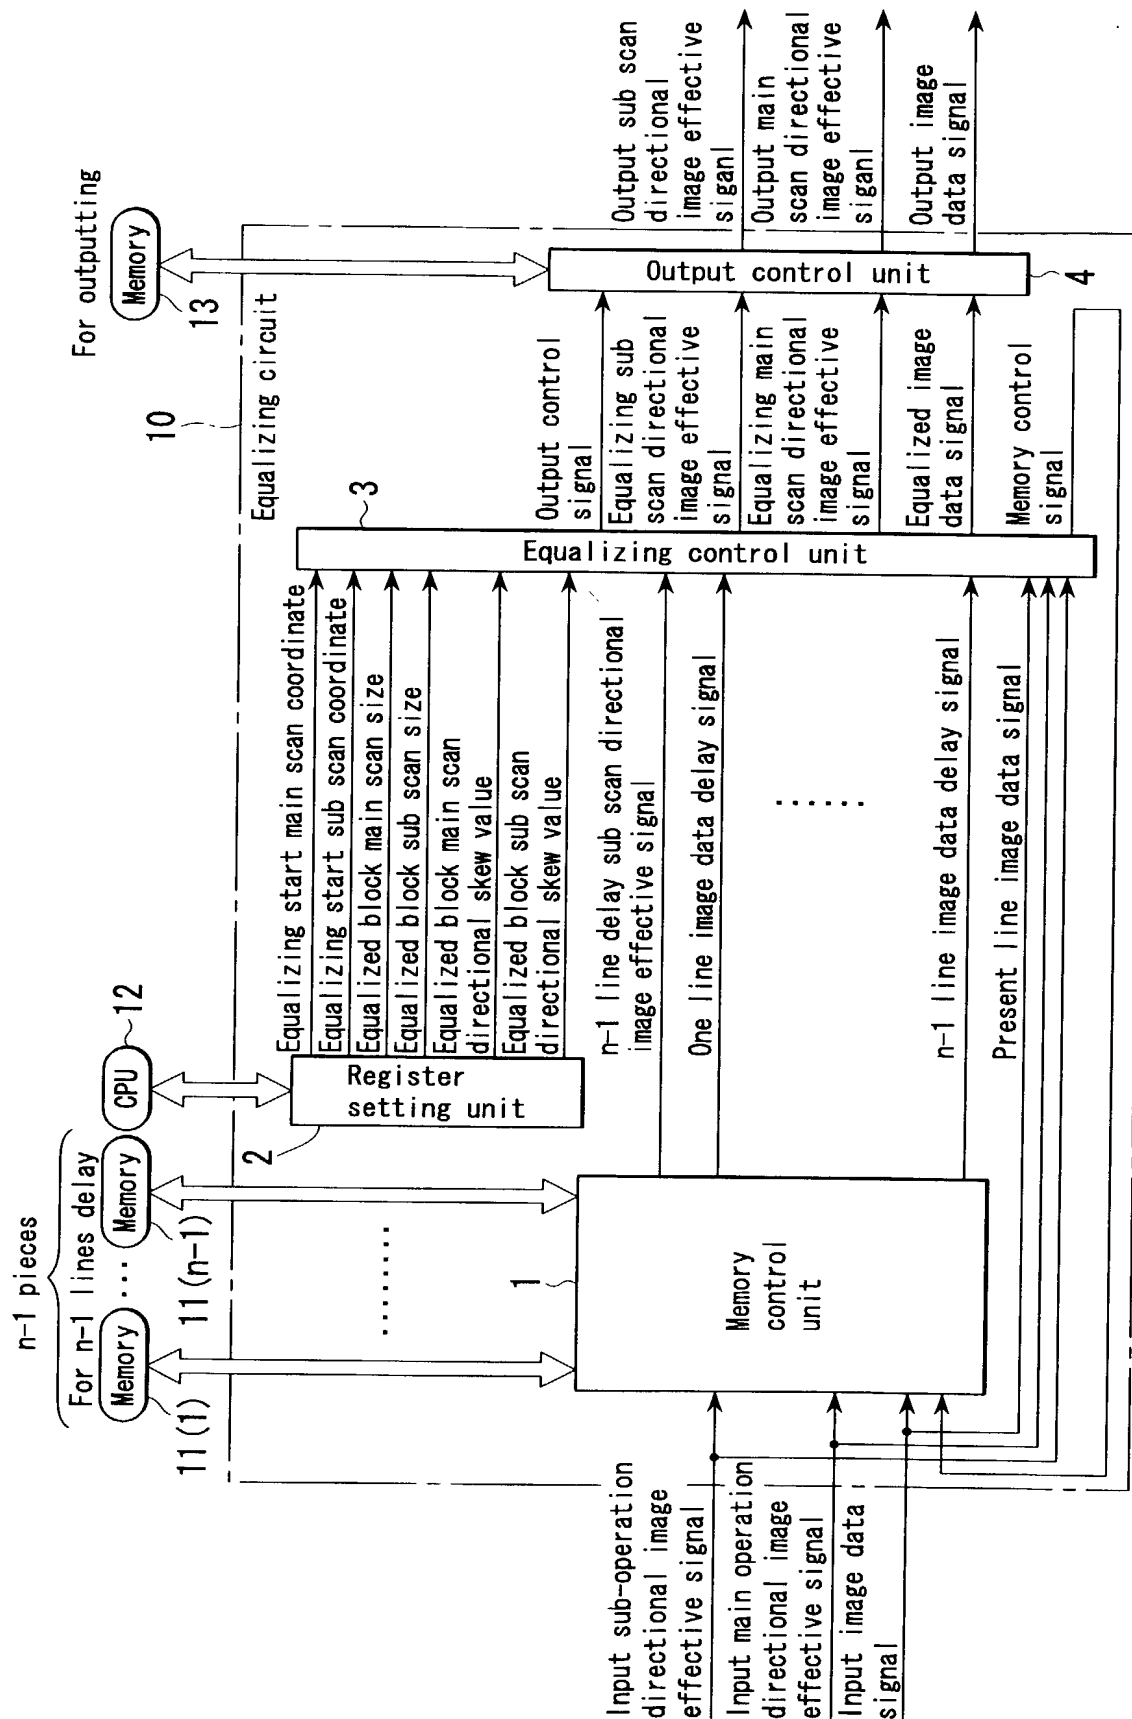 n-1 pieces
For n-1 lines delay
Memory
....
Memory
11(1)
11(n-1)
CPU
12
For outputting
Memory
13
10
Equalizing circuit
Register
setting unit
2
Equalizing start main scan coordinate
Equalizing start sub scan coordinate
Equalized block main scan size
Equalized block sub scan size
Equalized block main scan
directional skew value
Equalized block sub scan
directional skew value
........
1
Memory
control
unit
Input sub-operation
directional image
effective signal
Input main operation
directional image
effective signal
Input image data
signal
n-1 line delay sub scan directional
image effective signal
One line image data delay signal
......
n-1 line image data delay signal
Present line image data signal
3
Equalizing control unit
Output control
signal
Equalizing sub
scan directional
image effective
signal
Equalizing main
scan directional
image effective
signal
Equalized image
data signal
Memory control
signal
Output control unit
4
Output sub scan
directional
image effective
siganl
Output main
scan directional
image effective
siganl
Output image
data signal